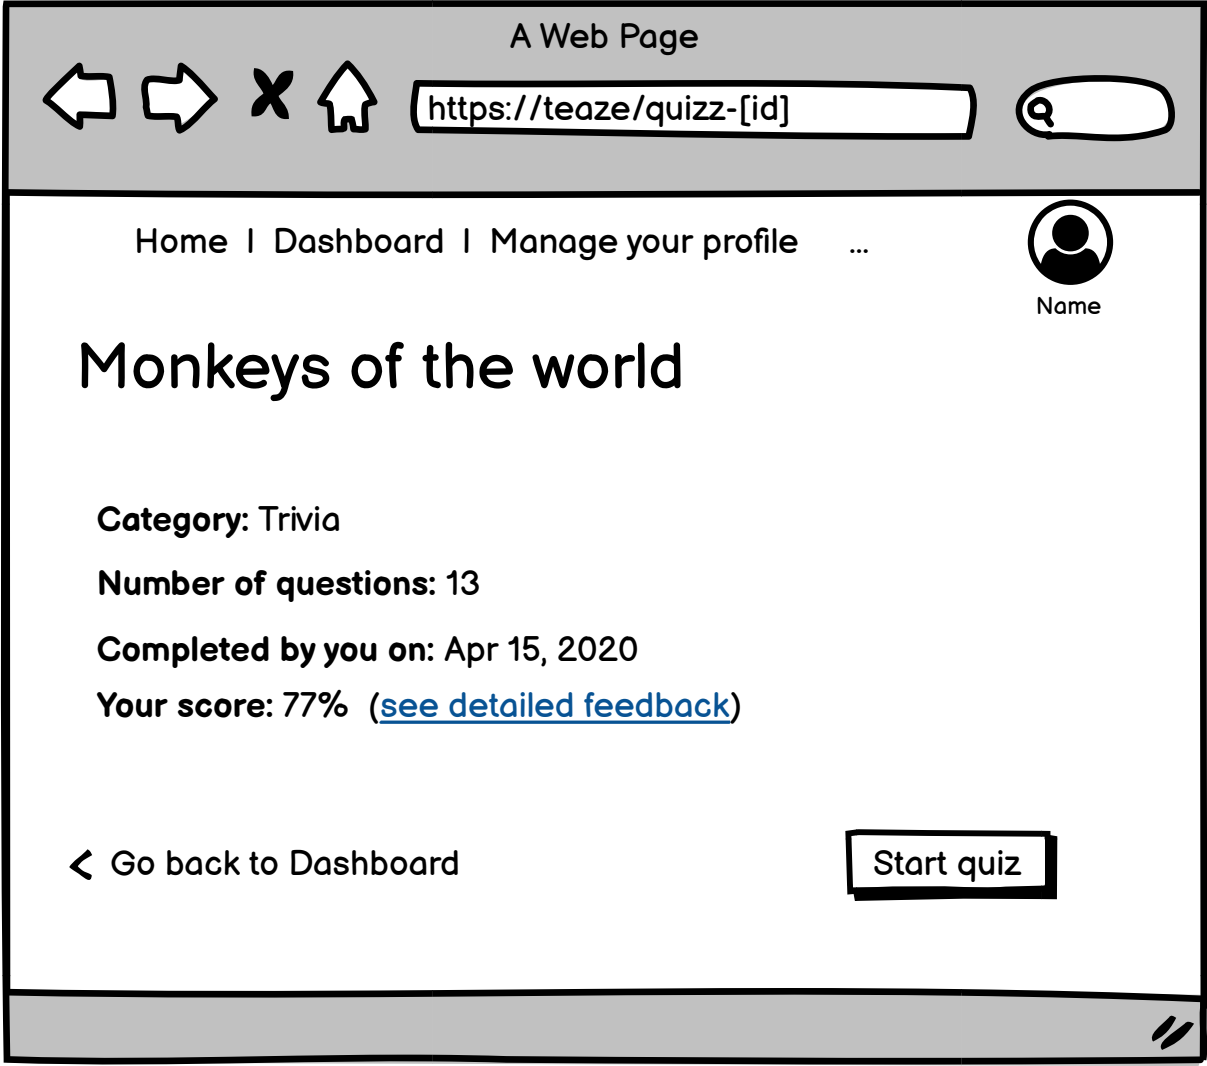 A Web Page
https://teaze/quizz-[id]
Home | Dashboard | Manage your profile ...
Name
Monkeys of the world
Category: Trivia
Number of questions: 13
Completed by you on: Apr 15, 2020
Your score: 77% (see detailed feedback)
Go back to Dashboard
Start quiz